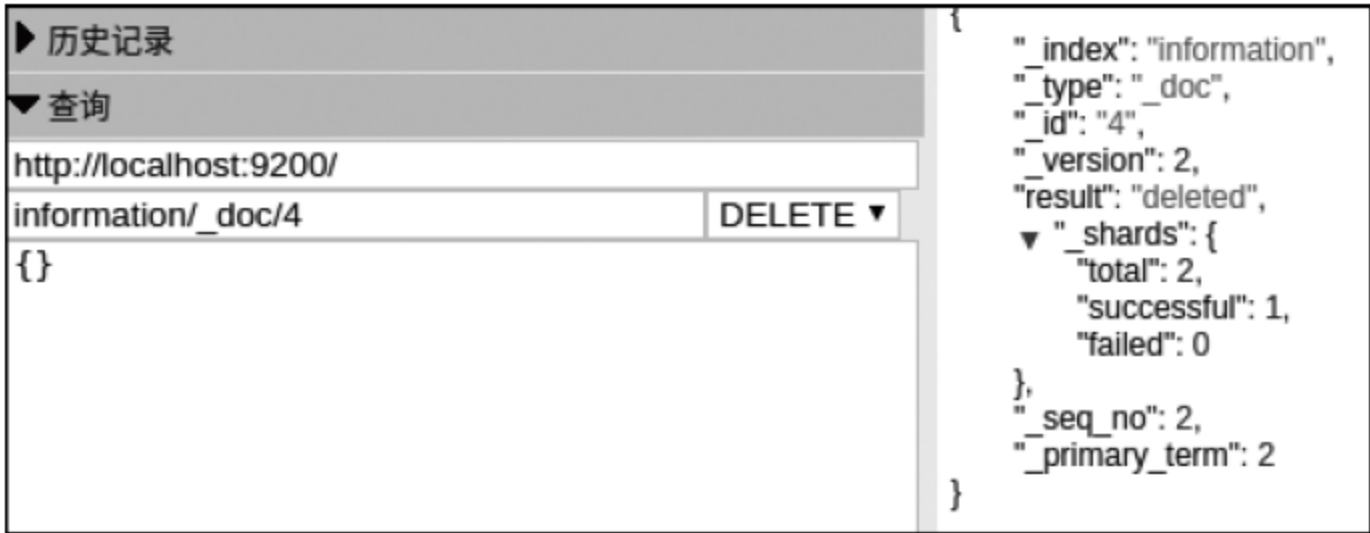 历史记录
查询
http://localhost:9200/
information/_doc/4 DELETE
{}
{
"_index": "information",
"_type": "_doc",
"_id": "4",
"_version": 2,
"result": "deleted",
"_shards": {
"total": 2,
"successful": 1,
"failed": 0
},
"_seq_no": 2,
"_primary_term": 2
}